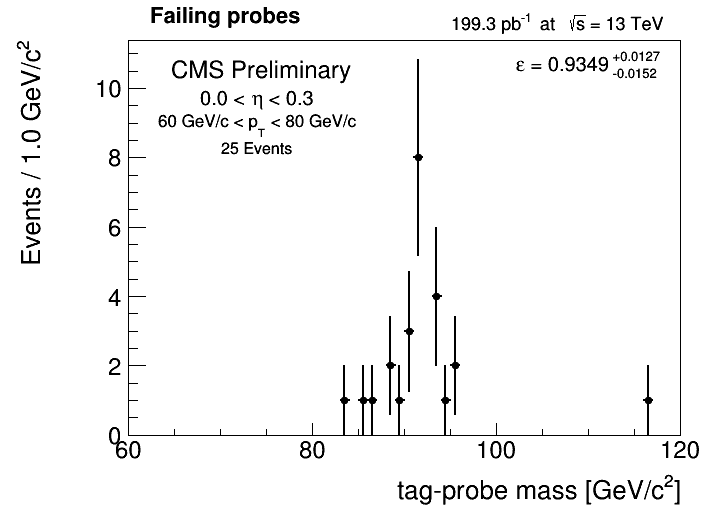 Failing probes
199.3 pb⁻¹ at √s = 13 TeV
CMS Preliminary
0.0 < η < 0.3
60 GeV/c < p_T < 80 GeV/c
25 Events
ε = 0.9349 +0.0127 -0.0152
Events / 1.0 GeV/c²
10
8
6
4
2
0
60 80 100 120
tag-probe mass [GeV/c²]